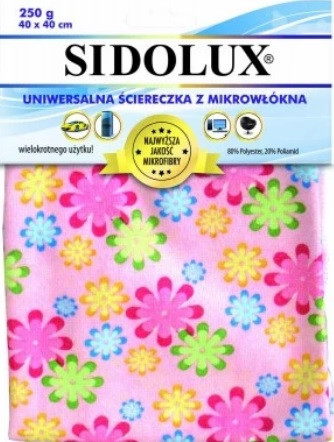 250 g
40 x 40 cm
SIDOLUX®
UNIWERSALNA ŚCIERECZKA Z MIKROWŁÓKNA
wielokrotnego użytku!
NAJWYŻSZA
JAKOŚĆ
MIKROFIBRY
80% Polyester, 20% Poliamid